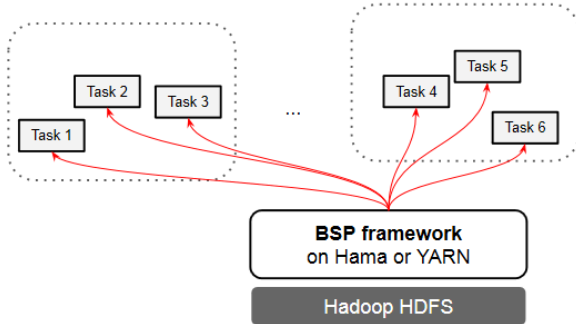 Task 1
Task 2
Task 3
...
Task 4
Task 5
Task 6
BSP framework
on Hama or YARN
Hadoop HDFS